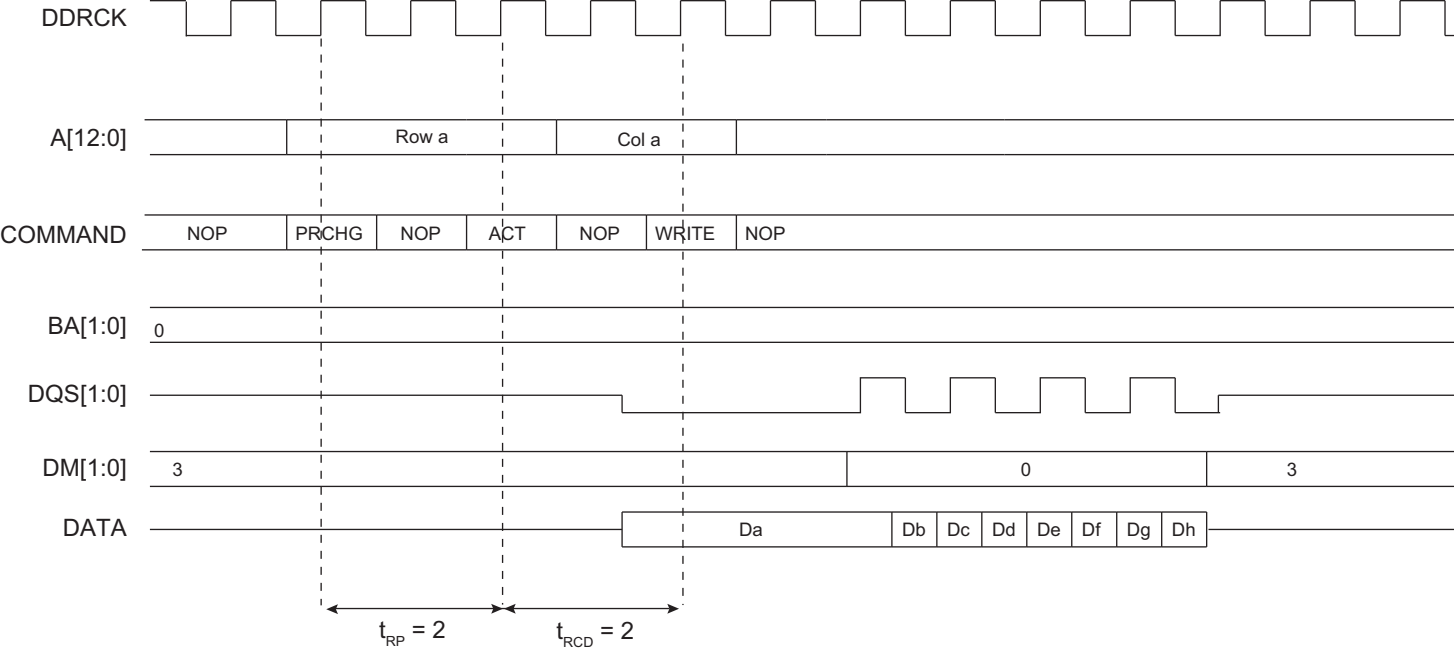 DDRCK
A[12:0] Row a Col a
COMMAND NOP PRCHG NOP ACT NOP WRITE NOP
BA[1:0] 0
DQS[1:0]
DM[1:0] 3 0 3
DATA Da Db Dc Dd De Df Dg Dh
tRP = 2 tRCD = 2